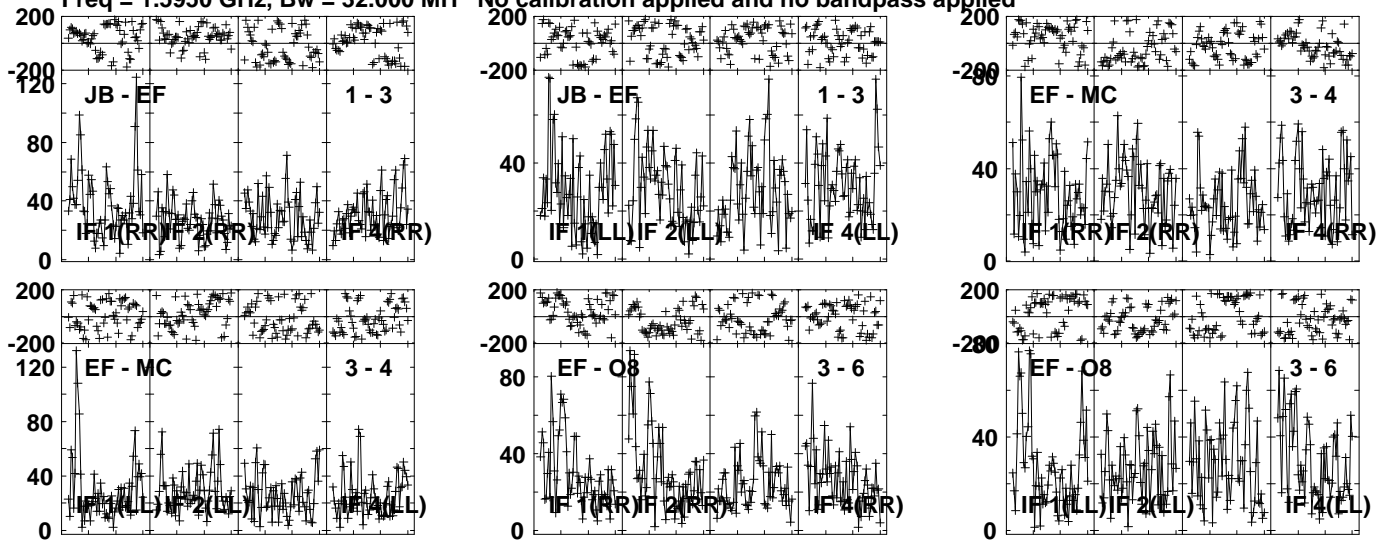 Freq = 1.5950 GHz, Bw = 32.000 MH No calibration applied and no bandpass applied
200
-200
120
80
40
0
JB - EF 1 - 3
IF 1(RR) IF 2(RR) IF 4(RR)
200
-200
40
0
JB - EF 1 - 3
IF 1(LL) IF 2(LL) IF 4(LL)
200
-200
80
40
0
EF - MC 3 - 4
IF 1(RR) IF 2(RR) IF 4(RR)
200
-200
120
80
40
0
EF - MC 3 - 4
IF 1(LL) IF 2(LL) IF 4(LL)
200
-200
80
40
0
EF - O8 3 - 6
IF 1(RR) IF 2(RR) IF 4(RR)
200
-200
80
40
0
EF - O8 3 - 6
IF 1(LL) IF 2(LL) IF 4(LL)